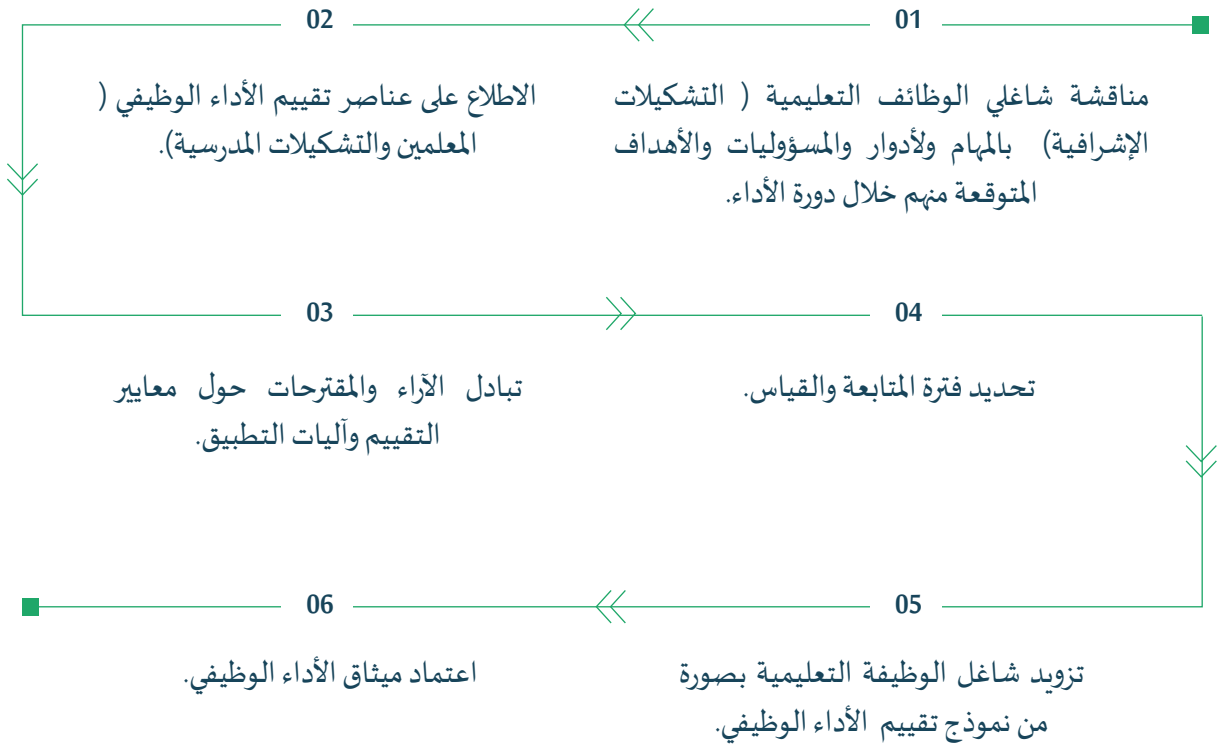 01
مناقشة شاغلي الوظائف التعليمية ( التشكيلات
الإشرافية) بالمهام ولأدوار والمسؤوليات والأهداف
المتوقعة منهم خلال دورة الأداء.
02
الاطلاع على عناصر تقييم الأداء الوظيفي (
المعلمين والتشكيلات المدرسية).
03
تبادل الآراء والمقترحات حول معايير
التقييم وآليات التطبيق.
04
تحديد فترة المتابعة والقياس.
05
تزويد شاغل الوظيفة التعليمية بصورة
من نموذج تقييم الأداء الوظيفي.
06
اعتماد ميثاق الأداء الوظيفي.